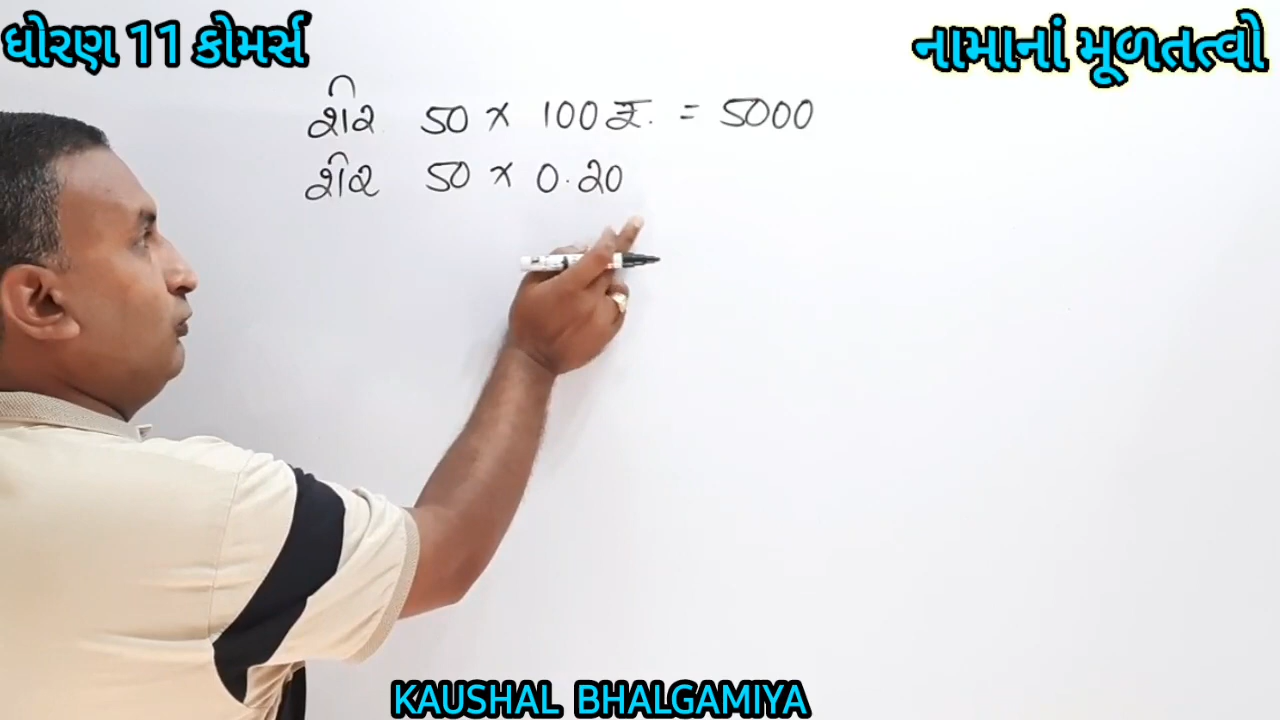 ધોરણ 11 કોમર્સ
નામાનાં મૂળતત્વો
શેર 50 x 100 રૂ. = 5000
શેર 50 x 0.20
KAUSHAL BHALGAMIYA